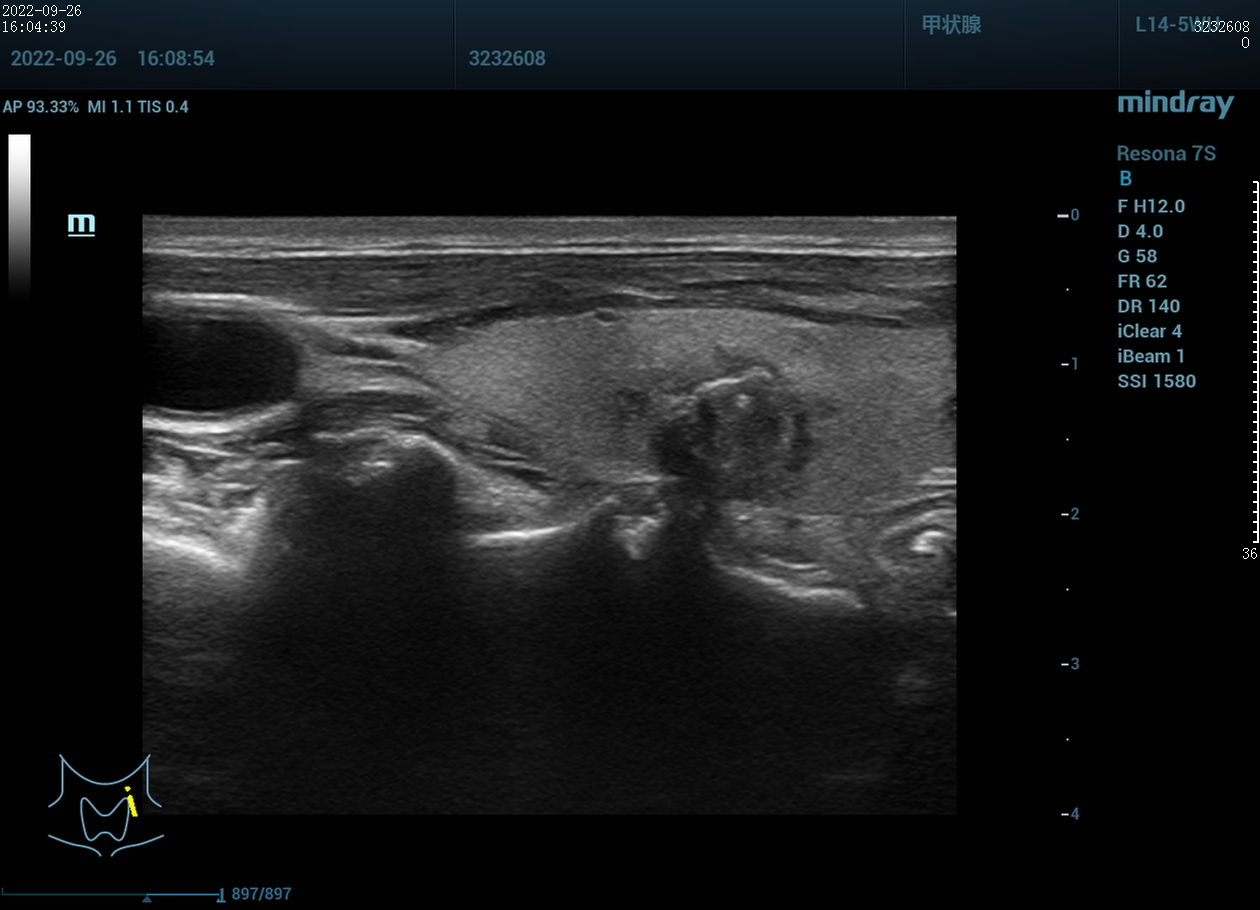 2022-09-26
16:04:39
甲状腺
L14-5WU
3232608
0
2022-09-26 16:08:54
3232608
AP 93.33% MI 1.1 TIS 0.4
mindray
Resona 7S
B
m
F H12.0
D 4.0
G 58
FR 62
DR 140
iClear 4
iBeam 1
SSI 1580
0
1
2
3
4
36
897/897